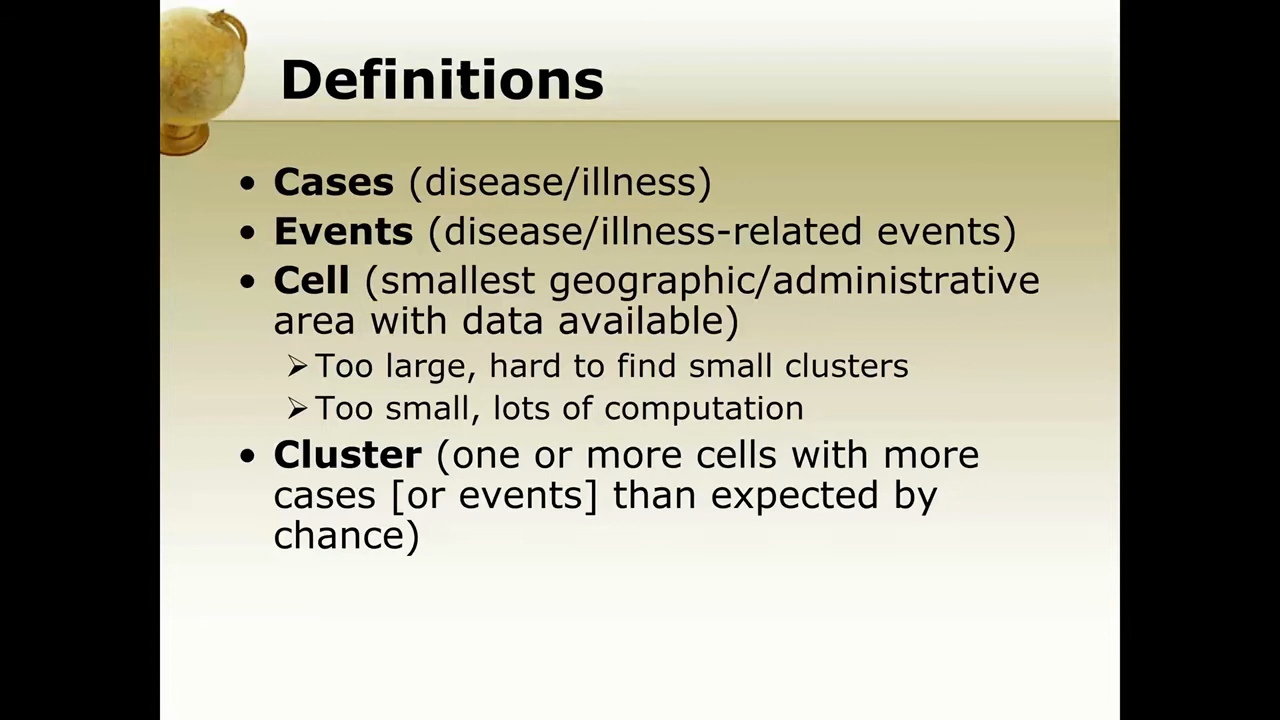 Definitions
• Cases (disease/illness)
• Events (disease/illness-related events)
• Cell (smallest geographic/administrative
area with data available)
➢ Too large, hard to find small clusters
➢ Too small, lots of computation
• Cluster (one or more cells with more
cases [or events] than expected by
chance)